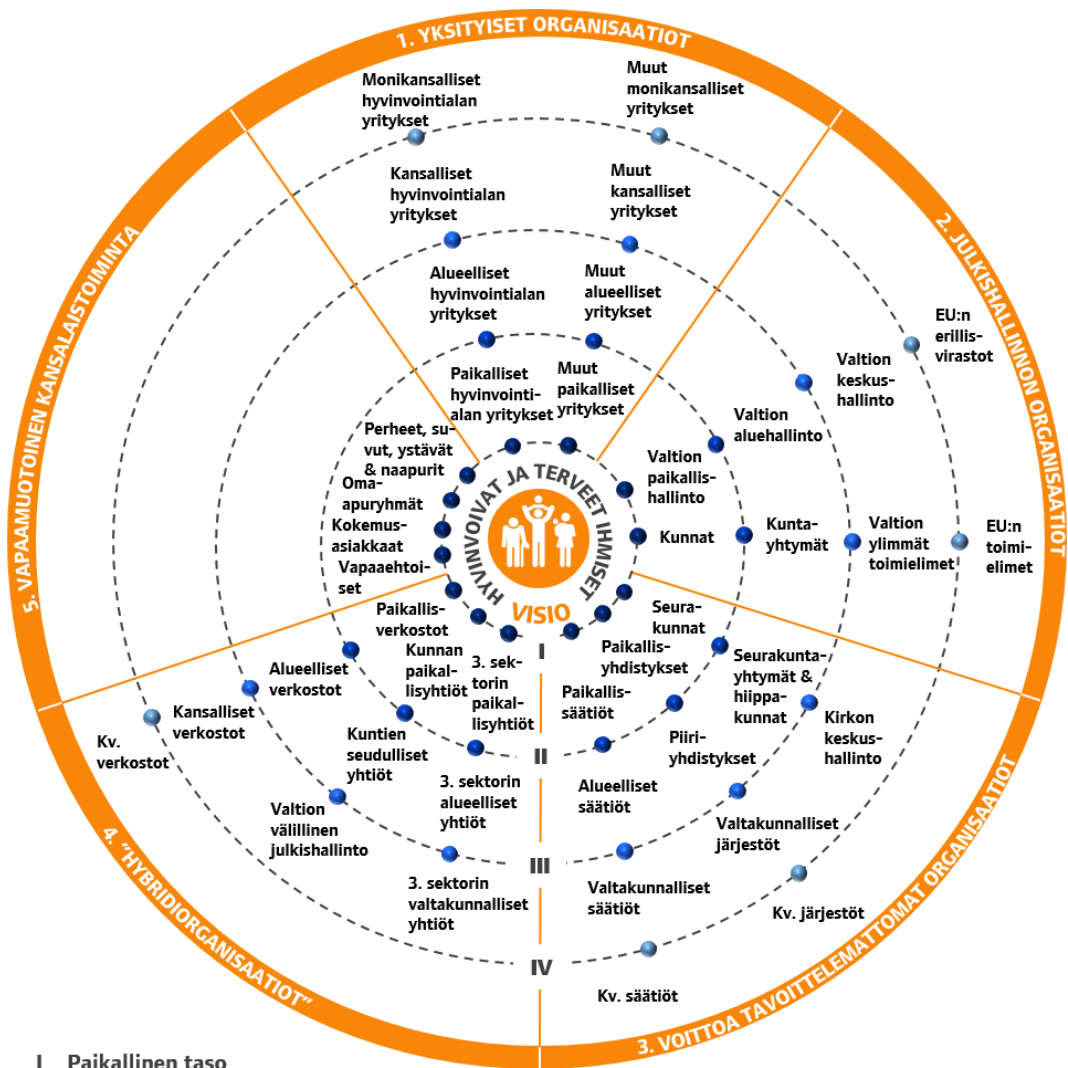 1. YKSITYISET ORGANISAATIOT
Monikansalliset
hyvinvointialan
yritykset
Muut
monikansalliset
yritykset
Kansalliset
hyvinvointialan
yritykset
Muut
kansalliset
yritykset
Alueelliset
hyvinvointialan
yritykset
Muut
alueelliset
yritykset
Paikalliset
hyvinvointi-
alan yritykset
Muut
paikalliset
yritykset
2. JULKISHALLINNON ORGANISAATIOT
EU:n
erillis-
virastot
Valtion
keskus-
hallinto
Valtion
aluehallinto
Valtion
paikallis-
hallinto
Kunnat
Kunta-
yhtymät
Valtion
ylimmät
toimielimet
EU:n
toimi-
elimet
3. VOITTOA TAVOITTELEMATTOMAT ORGANISAATIOT
Seura-
kunnat
Paikallis-
yhdistykset
Paikallis-
säätiöt
Seurakunta-
yhtymät &
hiippa-
kunnat
Piiri-
yhdistykset
Alueelliset
säätiöt
Kirkon
keskus-
hallinto
Valtakunnalliset
järjestöt
Valtakunnalliset
säätiöt
Kv. järjestöt
Kv. säätiöt
4. "HYBRIDIORGANISAATIOT"
Paikallis-
verkostot
Kunnan
paikal-
lisyhtiöt
3. sek-
torin
paikal-
lisyhtiöt
Alueelliset
verkostot
Kuntien
seudulliset
yhtiöt
3. sektorin
alueelliset
yhtiöt
Kansalliset
verkostot
Valtion
välillinen
julkishallinto
3. sektorin
valtakunnalliset
yhtiöt
Kv.
verkostot
5. VAPAAMUOTOINEN KANSALAISTOIMINTA
Perheet, su-
vut, ystävät
& naapurit
Oma-
apuryhmät
Kokemus-
asiakkaat
Vapaaehtoi-
set
HYVINVOIVAT JA TERVEET IHMISET
VISIO
I
II
III
IV
I Paikallinen taso